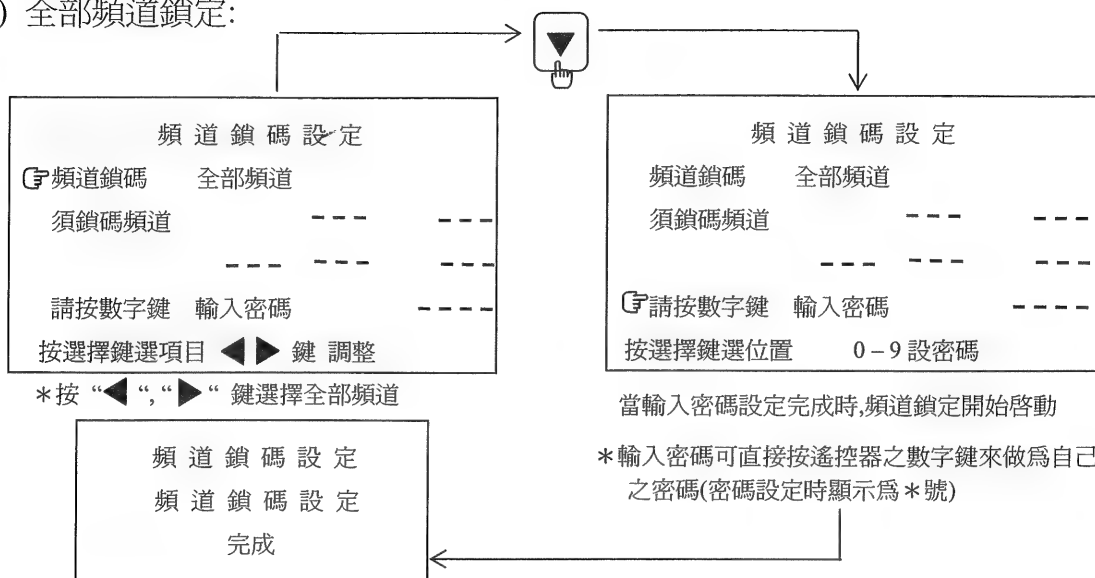 ) 全部頻道鎖定:
▼
頻 道 鎖 碼 設 定
☞頻道鎖碼 全部頻道
須鎖碼頻道 --- ---
--- --- ---
請按數字鍵 輸入密碼 ----
按選擇鍵選項目 ◀ ▶ 鍵 調整
＊按 “◀ “,“ ▶ “ 鍵選擇全部頻道
頻 道 鎖 碼 設 定
頻道鎖碼 全部頻道
須鎖碼頻道 --- ---
--- --- ---
☞請按數字鍵 輸入密碼 ----
按選擇鍵選位置 0 – 9 設密碼
當輸入密碼設定完成時,頻道鎖定開始啓動
＊輸入密碼可直接按遙控器之數字鍵來做爲自己
之密碼(密碼設定時顯示爲＊號)
頻 道 鎖 碼 設 定
頻 道 鎖 碼 設 定
完成